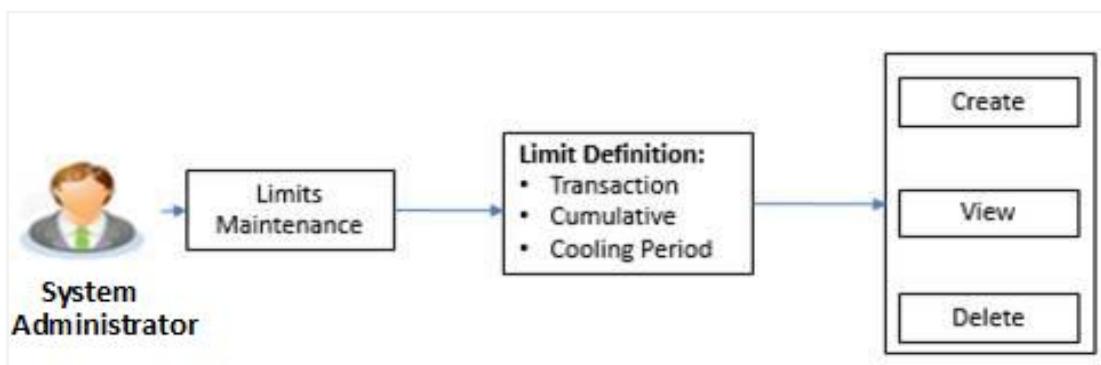 System
Administrator
Limits
Maintenance
Limit Definition:
• Transaction
• Cumulative
• Cooling Period
Create
View
Delete